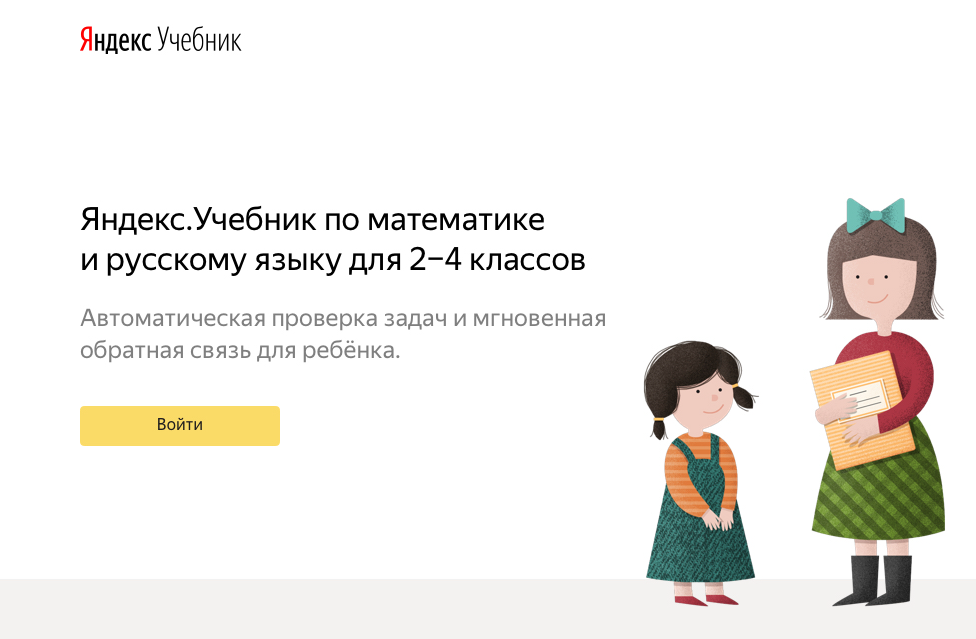 Яндекс Учебник
Яндекс.Учебник по математике
и русскому языку для 2–4 классов
Автоматическая проверка задач и мгновенная
обратная связь для ребёнка.
Войти